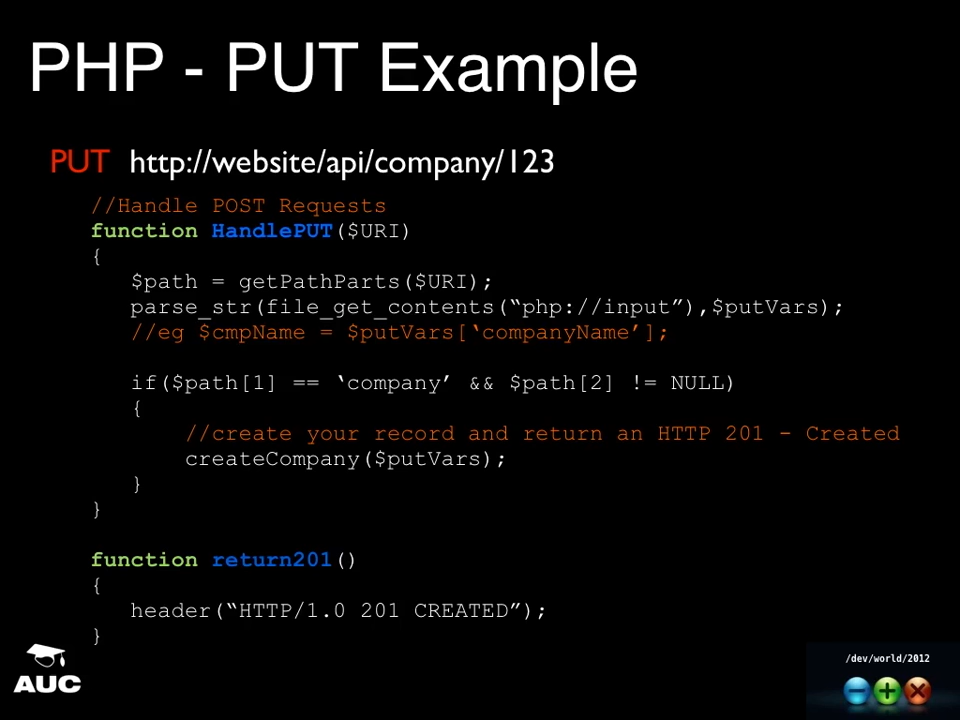 PHP - PUT Example
PUT http://website/api/company/123
//Handle POST Requests
function HandlePUT($URI)
{
$path = getPathParts($URI);
parse_str(file_get_contents(“php://input”),$putVars);
//eg $cmpName = $putVars[‘companyName’];
if($path[1] == ‘company’ && $path[2] != NULL)
{
//create your record and return an HTTP 201 - Created
createCompany($putVars);
}
}
function return201()
{
header(“HTTP/1.0 201 CREATED”);
}
AUC
/dev/world/2012